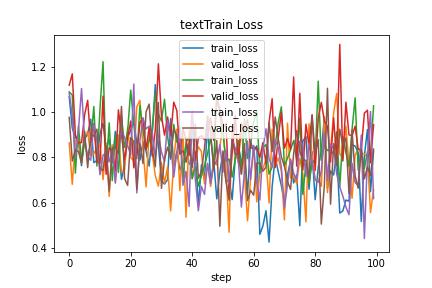 textTrain Loss
train_loss
valid_loss
train_loss
valid_loss
train_loss
valid_loss
loss
1.2
1.0
0.8
0.6
0.4
0 20 40 60 80 100
step